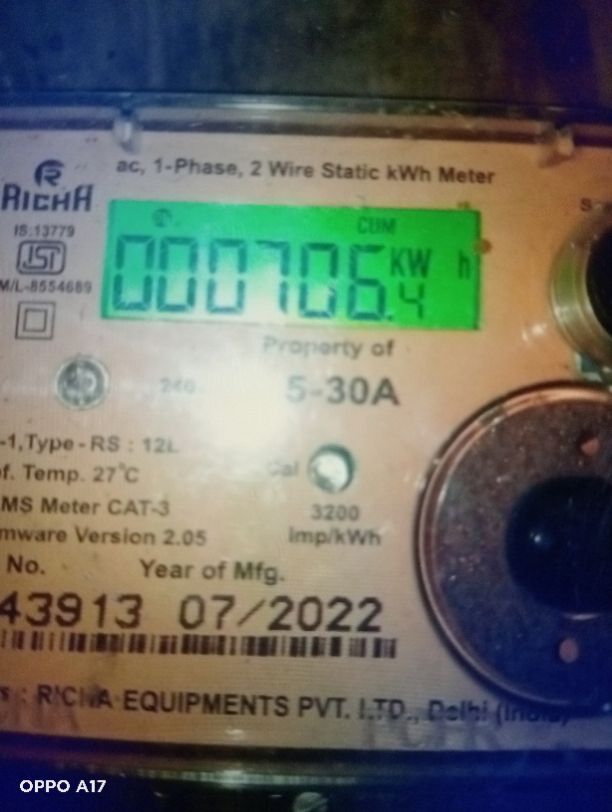 ac, 1-Phase, 2 Wire Static kWh Meter
RICHA
IS:13779
ISI
M/L-8554689
CUM
000706.4 KW h
Property of
240
5-30A
-1,Type-RS : 12L
f. Temp. 27°C
Cal
MS Meter CAT-3
3200
mware Version 2.05
Imp/kWh
No.
Year of Mfg.
43913 07/2022
s : RICHA EQUIPMENTS PVT. LTD., Delhi (India)
OPPO A17